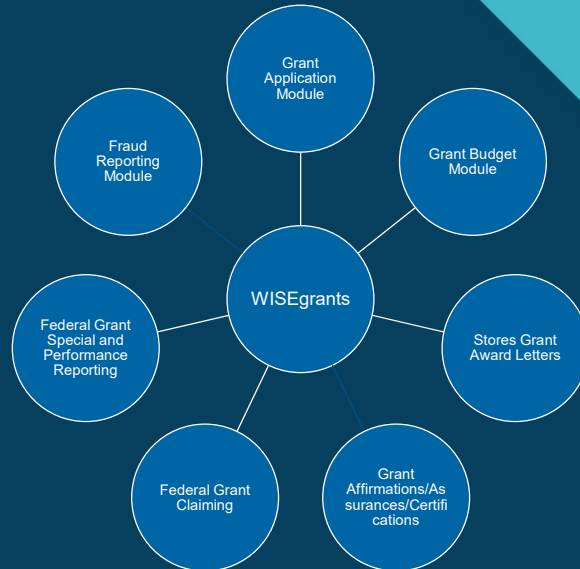 Grant
Application
Module
Fraud
Reporting
Module
Grant Budget
Module
WISEgrants
Federal Grant
Special and
Performance
Reporting
Stores Grant
Award Letters
Federal Grant
Claiming
Grant
Affirmations/As
surances/Certifi
cations